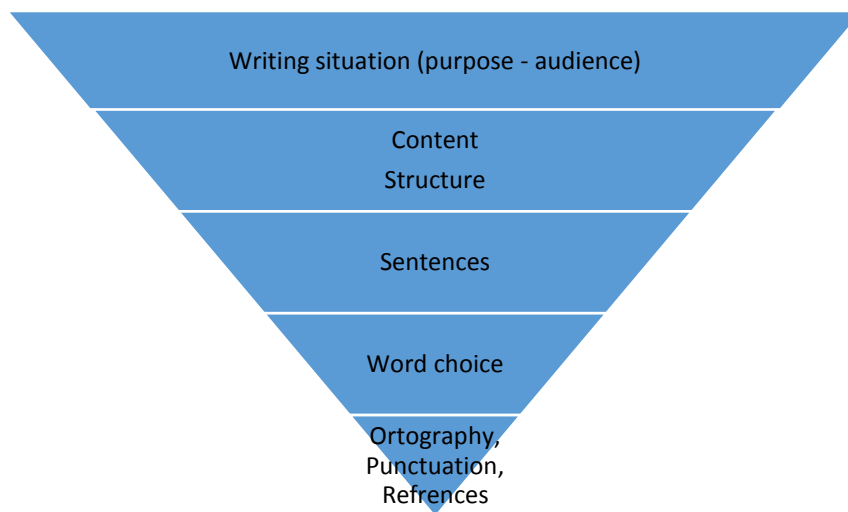 Writing situation (purpose - audience)
Content
Structure
Sentences
Word choice
Ortography,
Punctuation,
Refrences